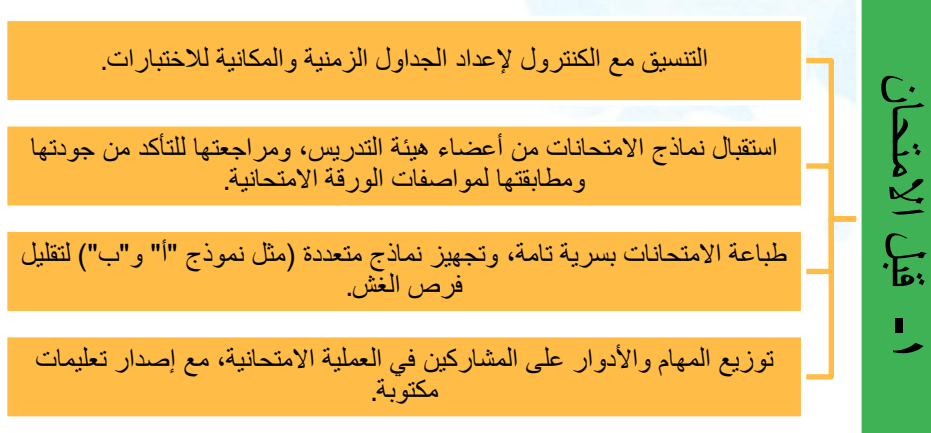 ١ - قبل الامتحان
التنسيق مع الكنترول لإعداد الجداول الزمنية والمكانية للاختبارات.
استقبال نماذج الامتحانات من أعضاء هيئة التدريس، ومراجعتها للتأكد من جودتها
ومطابقتها لمواصفات الورقة الامتحانية.
طباعة الامتحانات بسرية تامة، وتجهيز نماذج متعددة (مثل نموذج "أ" و"ب") لتقليل
فرص الغش.
توزيع المهام والأدوار على المشاركين في العملية الامتحانية، مع إصدار تعليمات
مكتوبة.